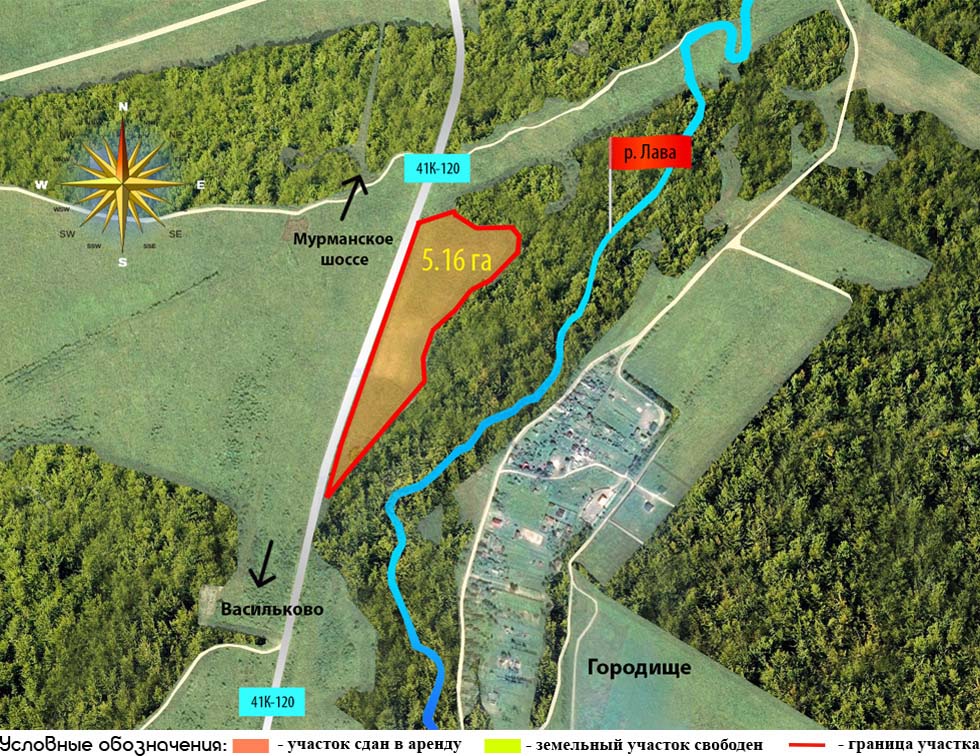 N
W
E
WSW
SW
SE
SSW
SSE
S
41К-120
р. Лава
Мурманское
шоссе
5.16 га
Васильково
Городище
41К-120
Условные обозначения:
- участок сдан в аренду
- земельный участок свободен
- граница участк